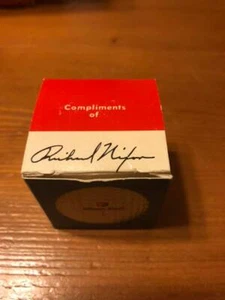 Compliments
of
Richard Nixon